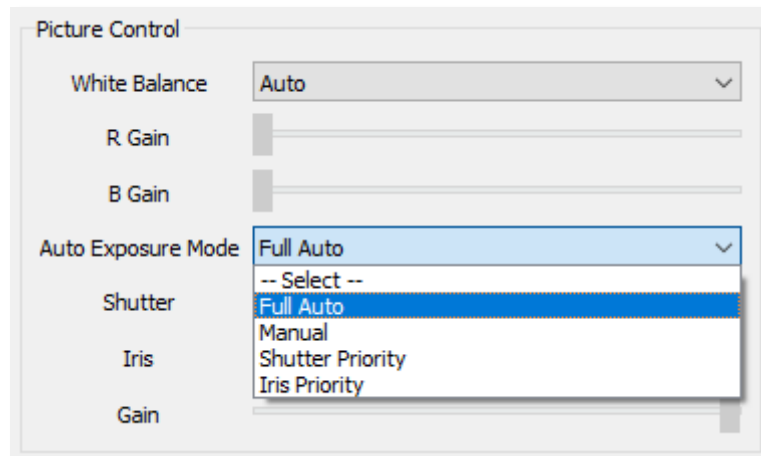 Picture Control
White Balance Auto
R Gain
B Gain
Auto Exposure Mode Full Auto
-- Select --
Shutter Full Auto
Manual
Iris Shutter Priority
Iris Priority
Gain